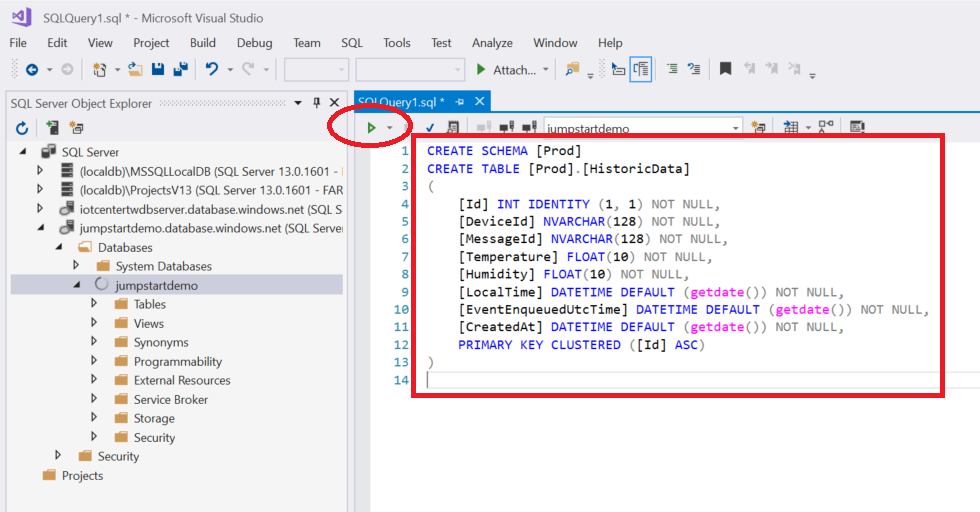 SQLQuery1.sql * - Microsoft Visual Studio
File Edit View Project Build Debug Team SQL Tools Test Analyze Window Help
Attach...
SQL Server Object Explorer
SQLQuery1.sql *
jumpstartdemo
SQL Server
(localdb)\MSSQLLocalDB (SQL Server 13.0.1601 - F
(localdb)\ProjectsV13 (SQL Server 13.0.1601 - FAR
iotcentertwdbserver.database.windows.net (SQL S
jumpstartdemo.database.windows.net (SQL Server
Databases
System Databases
jumpstartdemo
Tables
Views
Synonyms
Programmability
External Resources
Service Broker
Storage
Security
Security
Projects
1 CREATE SCHEMA [Prod]
2 CREATE TABLE [Prod].[HistoricData]
3 (
4 [Id] INT IDENTITY (1, 1) NOT NULL,
5 [DeviceId] NVARCHAR(128) NOT NULL,
6 [MessageId] NVARCHAR(128) NOT NULL,
7 [Temperature] FLOAT(10) NOT NULL,
8 [Humidity] FLOAT(10) NOT NULL,
9 [LocalTime] DATETIME DEFAULT (getdate()) NOT NULL,
10 [EventEnqueuedUtcTime] DATETIME DEFAULT (getdate()) NOT NULL,
11 [CreatedAt] DATETIME DEFAULT (getdate()) NOT NULL,
12 PRIMARY KEY CLUSTERED ([Id] ASC)
13 )
14